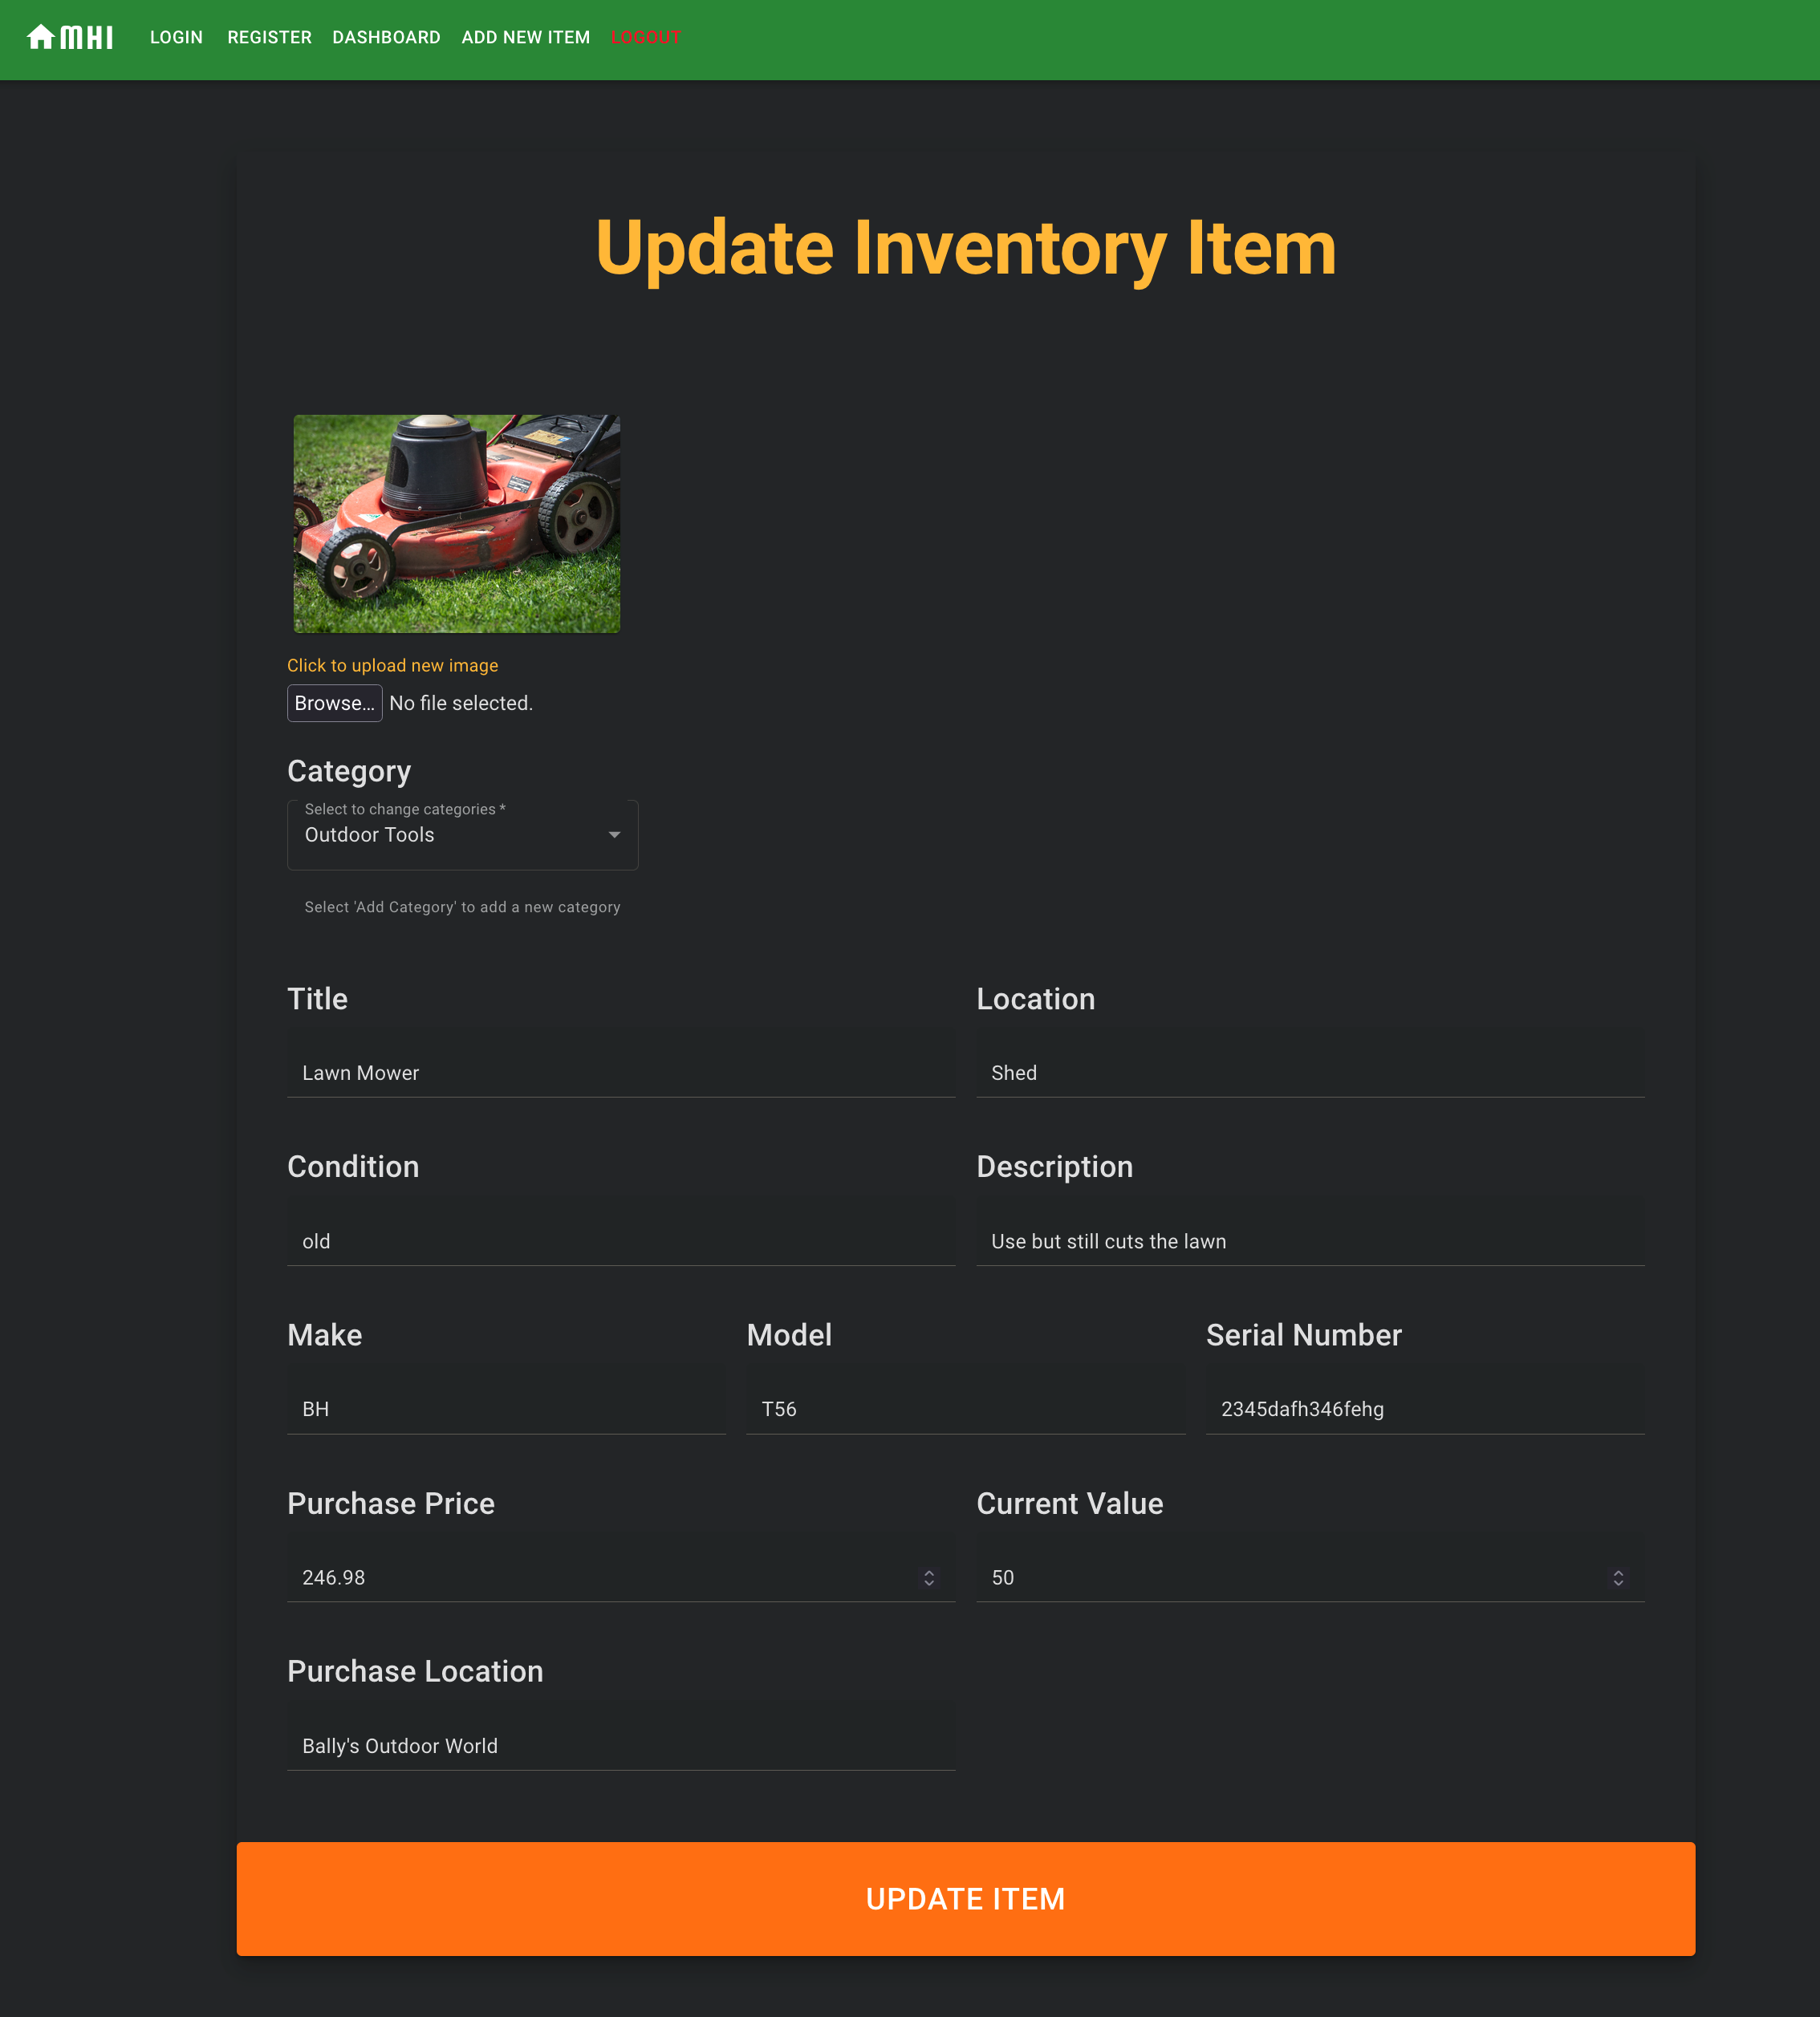 MHI LOGIN REGISTER DASHBOARD ADD NEW ITEM LOGOUT
Update Inventory Item
Click to upload new image
Browse... No file selected.
Category
Select to change categories *
Outdoor Tools
Select 'Add Category' to add a new category
Title Location
Lawn Mower Shed
Condition Description
old Use but still cuts the lawn
Make Model Serial Number
BH T56 2345dafh346fehg
Purchase Price Current Value
246.98 50
Purchase Location
Bally's Outdoor World
UPDATE ITEM